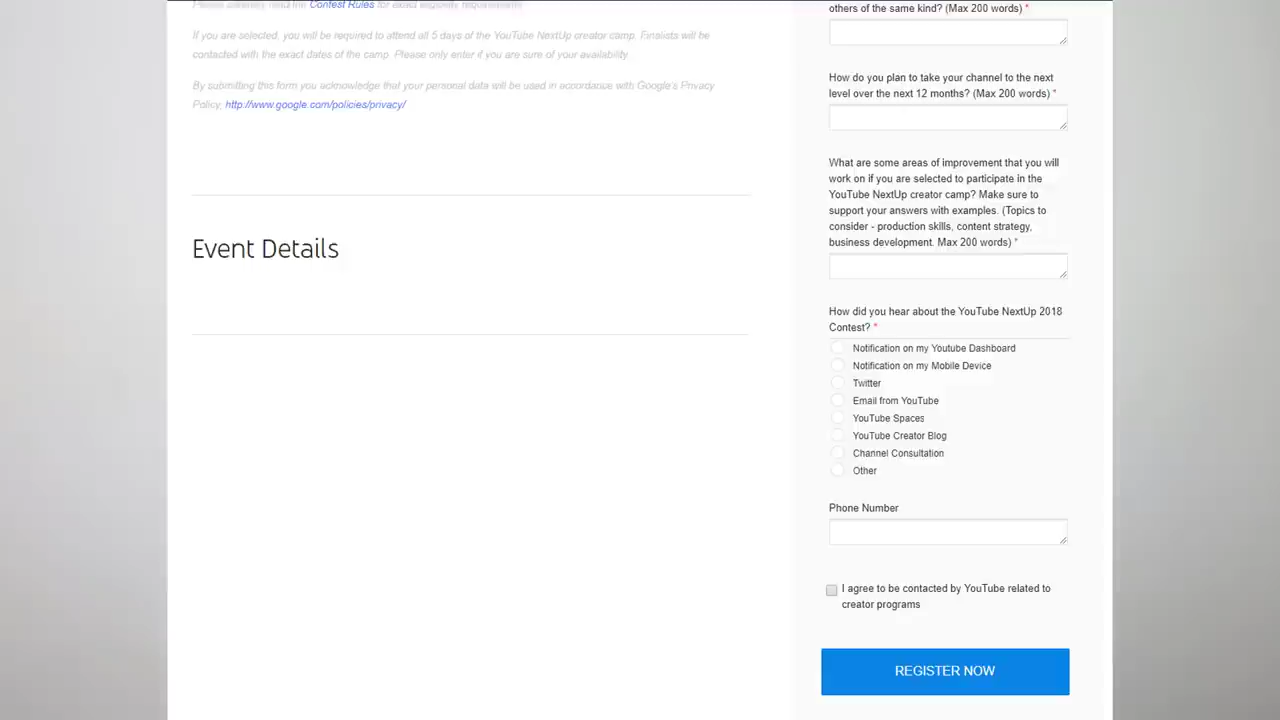 Please carefully read the Contest Rules for exact eligibility requirements
If you are selected, you will be required to attend all 5 days of the YouTube NextUp creator camp. Finalists will be
contacted with the exact dates of the camp. Please only enter if you are sure of your availability.
By submitting this form you acknowledge that your personal data will be used in accordance with Google's Privacy
Policy, http://www.google.com/policies/privacy/
Event Details
others of the same kind? (Max 200 words) *
How do you plan to take your channel to the next
level over the next 12 months? (Max 200 words) *
What are some areas of improvement that you will
work on if you are selected to participate in the
YouTube NextUp creator camp? Make sure to
support your answers with examples. (Topics to
consider - production skills, content strategy,
business development. Max 200 words) *
How did you hear about the YouTube NextUp 2018
Contest? *
Notification on my Youtube Dashboard
Notification on my Mobile Device
Twitter
Email from YouTube
YouTube Spaces
YouTube Creator Blog
Channel Consultation
Other
Phone Number
I agree to be contacted by YouTube related to
creator programs
REGISTER NOW